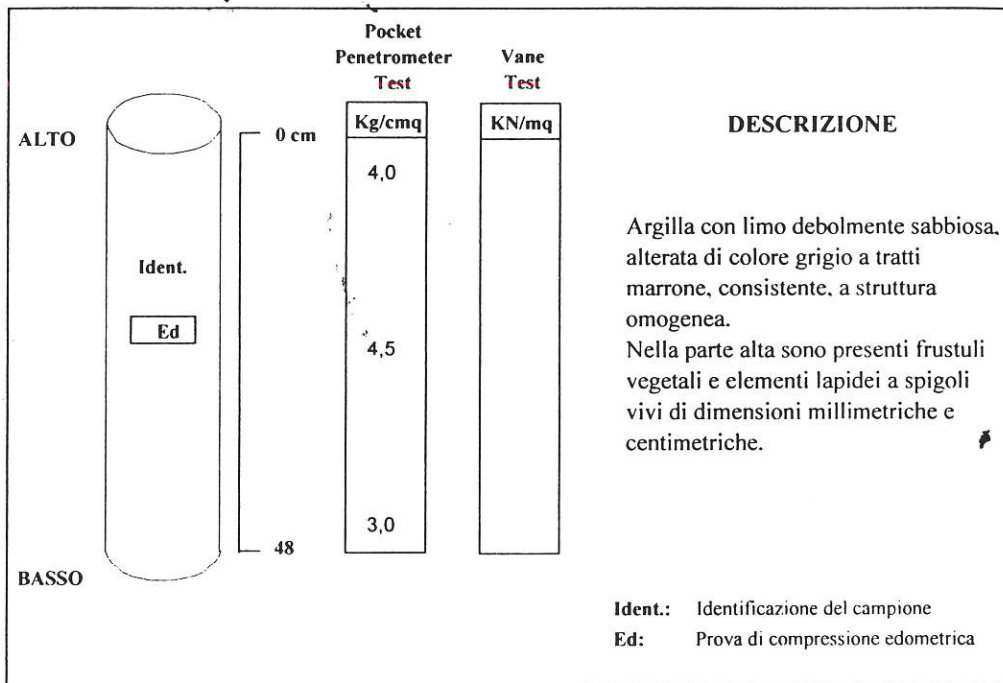 Pocket
Penetrometer
Test
Vane
Test
Kg/cmq
KN/mq
DESCRIZIONE
ALTO
0 cm
4,0
Argilla con limo debolmente sabbiosa,
alterata di colore grigio a tratti
marrone, consistente, a struttura
omogenea.
Nella parte alta sono presenti frustuli
vegetali e elementi lapidei a spigoli
vivi di dimensioni millimetriche e
centimetriche.
Ident.
Ed
4,5
3,0
48
BASSO
Ident.: Identificazione del campione
Ed: Prova di compressione edometrica